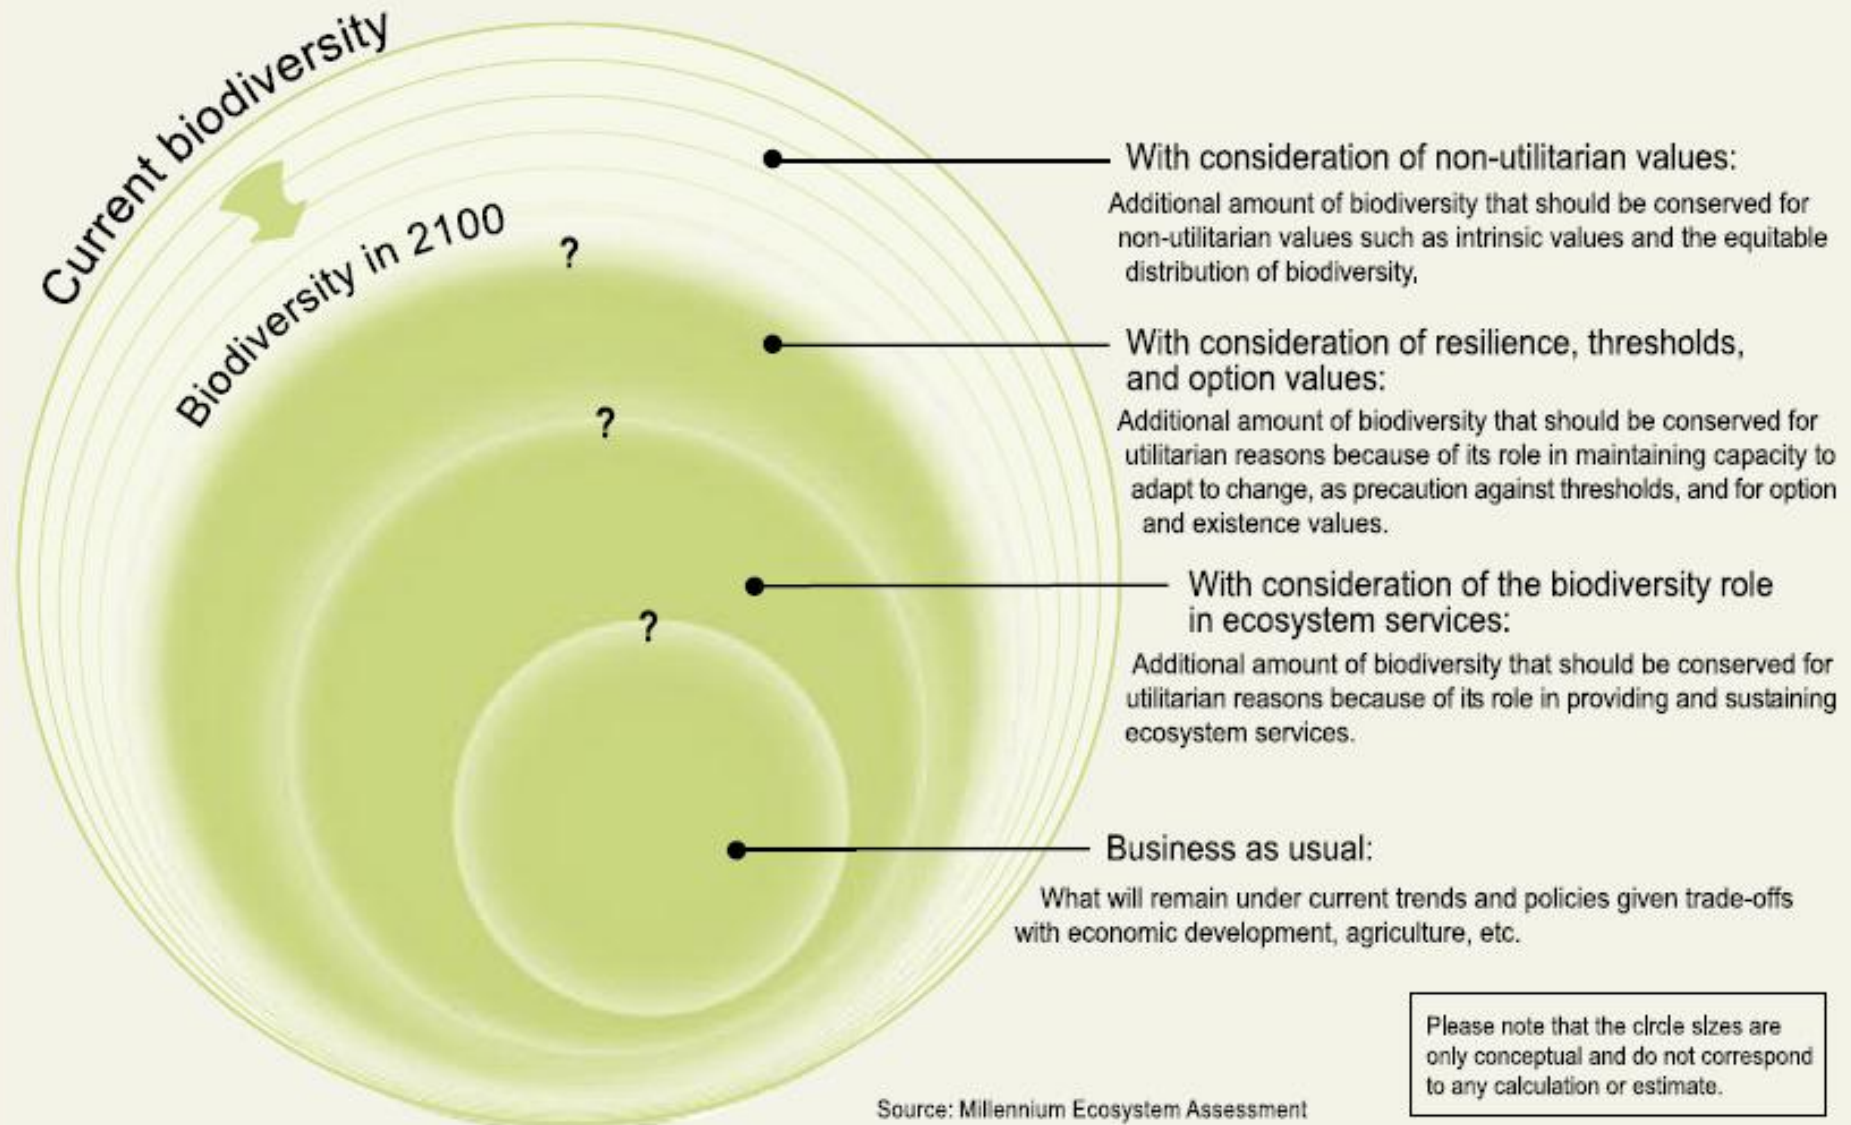 Current biodiversity
Biodiversity in 2100
?
?
?
With consideration of non-utilitarian values:
Additional amount of biodiversity that should be conserved for
non-utilitarian values such as intrinsic values and the equitable
distribution of biodiversity.
With consideration of resilience, thresholds,
and option values:
Additional amount of biodiversity that should be conserved for
utilitarian reasons because of its role in maintaining capacity to
adapt to change, as precaution against thresholds, and for option
and existence values.
With consideration of the biodiversity role
in ecosystem services:
Additional amount of biodiversity that should be conserved for
utilitarian reasons because of its role in providing and sustaining
ecosystem services.
Business as usual:
What will remain under current trends and policies given trade-offs
with economic development, agriculture, etc.
Please note that the circle sizes are
only conceptual and do not correspond
to any calculation or estimate.
Source: Millennium Ecosystem Assessment